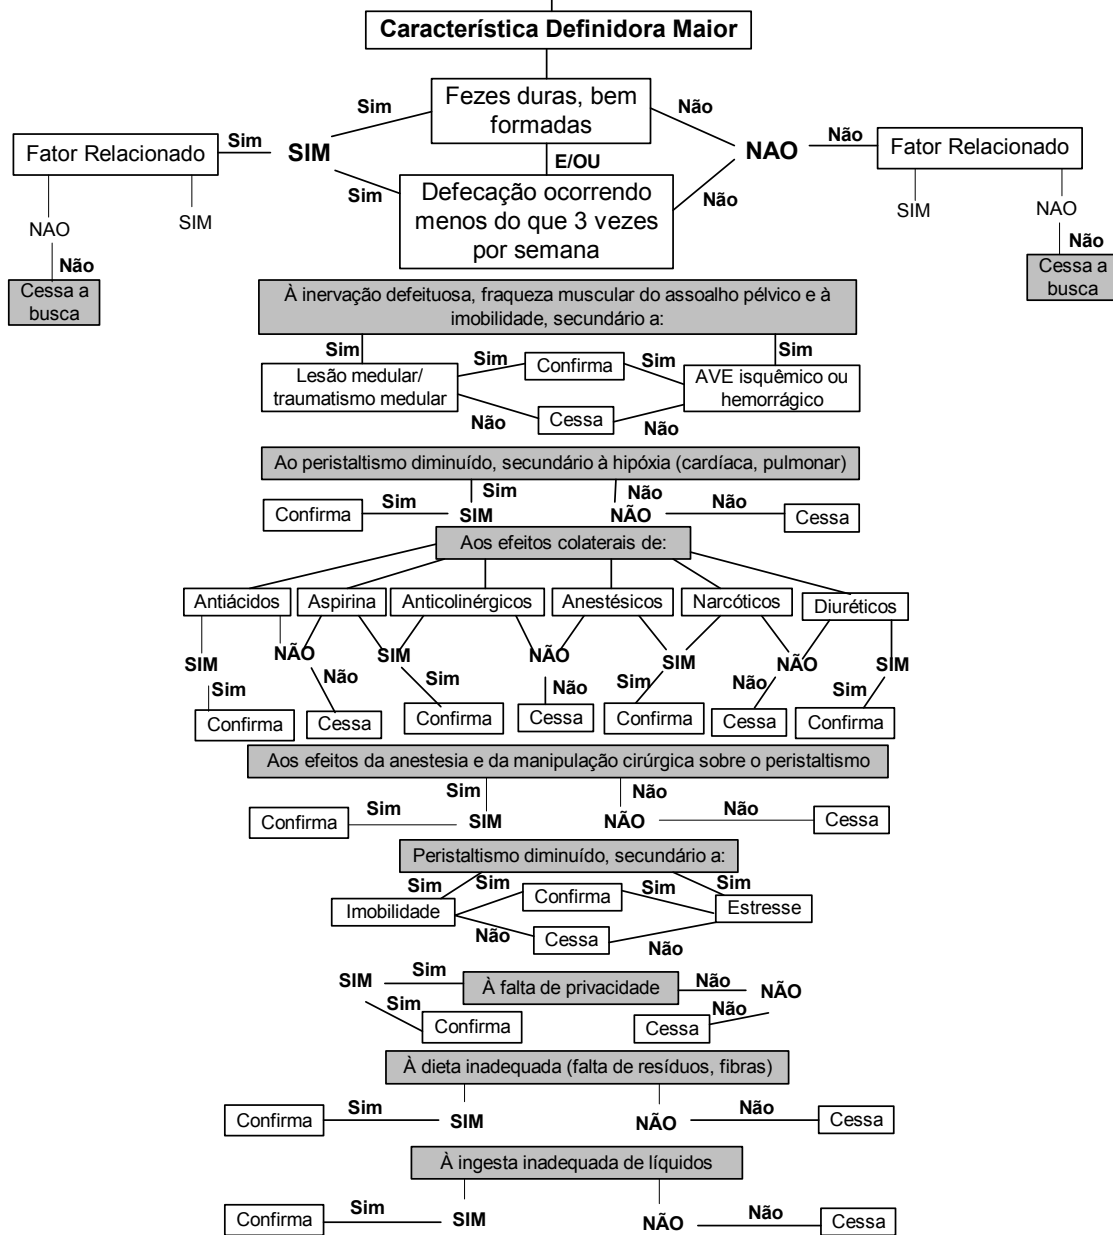 Característica Definidora Maior
Sim
Fezes duras, bem
formadas
Não
Fator Relacionado
Sim
SIM
E/OU
NAO
Não
Fator Relacionado
Sim
Defecação ocorrendo
menos do que 3 vezes
por semana
Não
NAO
SIM
SIM
NAO
Não
Cessa a
busca
Não
Cessa a
busca
À inervação defeituosa, fraqueza muscular do assoalho pélvico e à
imobilidade, secundário a:
Sim
Sim
Lesão medular/
traumatismo medular
Sim
Confirma
Sim
AVE isquêmico ou
hemorrágico
Não
Cessa
Não
Ao peristaltismo diminuído, secundário à hipóxia (cardíaca, pulmonar)
Sim
Não
Confirma
Sim
SIM
NÃO
Não
Cessa
Aos efeitos colaterais de:
Antiácidos
Aspirina
Anticolinérgicos
Anestésicos
Narcóticos
Diuréticos
SIM
NÃO
SIM
NÃO
SIM
NÃO
SIM
Sim
Não
Sim
Não
Sim
Não
Sim
Confirma
Cessa
Confirma
Cessa
Confirma
Cessa
Confirma
Aos efeitos da anestesia e da manipulação cirúrgica sobre o peristaltismo
Sim
Não
Confirma
Sim
SIM
NÃO
Não
Cessa
Peristaltismo diminuído, secundário a:
Sim
Sim
Imobilidade
Sim
Confirma
Sim
Estresse
Não
Cessa
Não
SIM
Sim
À falta de privacidade
Não
NÃO
Sim
Confirma
Cessa
Não
À dieta inadequada (falta de resíduos, fibras)
Confirma
Sim
SIM
NÃO
Não
Cessa
À ingesta inadequada de líquidos
Confirma
Sim
SIM
NÃO
Não
Cessa